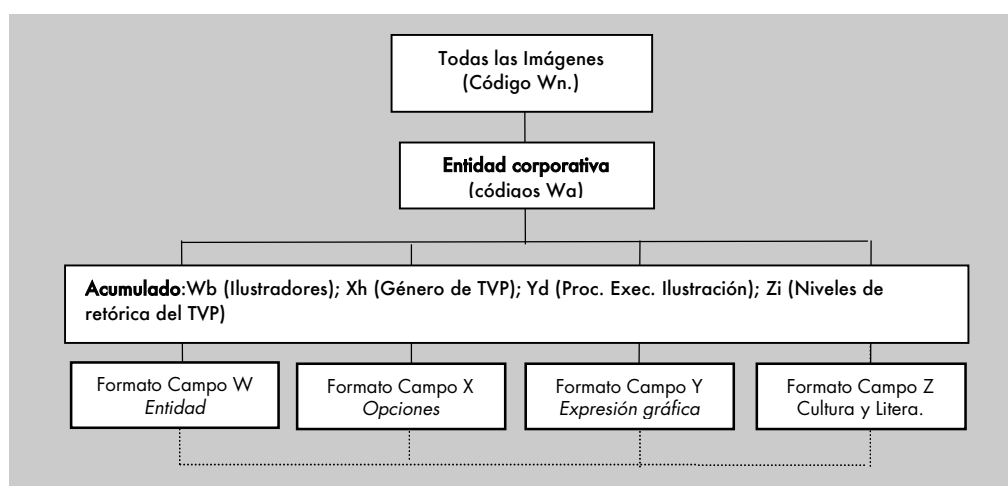 Todas las Imágenes
(Código Wn.)
Entidad corporativa
(códigos Wa)
Acumulado:Wb (Ilustradores); Xh (Género de TVP); Yd (Proc. Exec. Ilustración); Zi (Niveles de
retórica del TVP)
Formato Campo W
Entidad
Formato Campo X
Opciones
Formato Campo Y
Expresión gráfica
Formato Campo Z
Cultura y Litera.